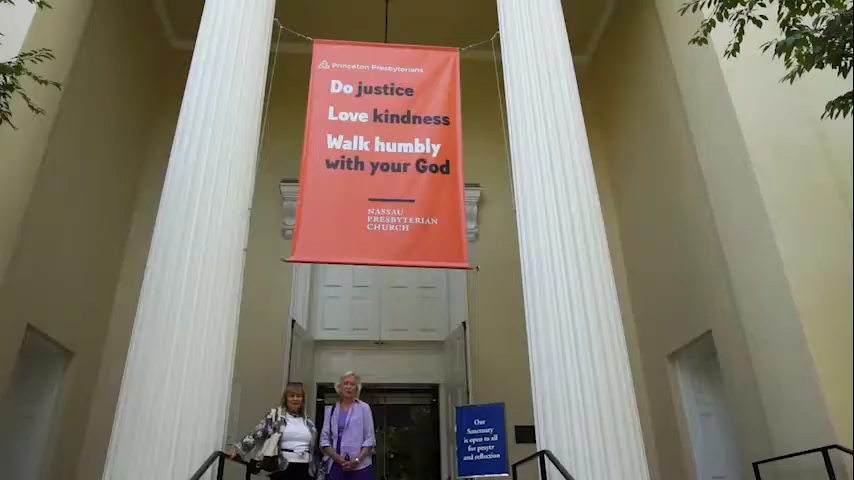 Princeton Presbyterians
Do justice
Love kindness
Walk humbly
with your God
NASSAU
PRESBYTERIAN
CHURCH
Our
Sanctuary
is open to all
for prayer
and reflection